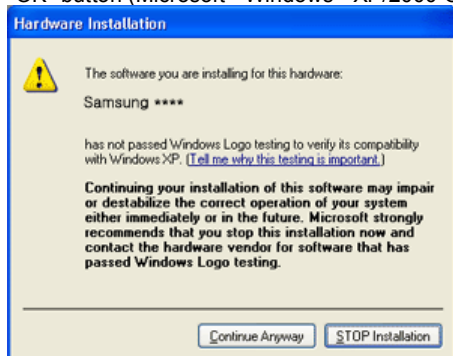 Hardware Installation
The software you are installing for this hardware:
Samsung ****
has not passed Windows Logo testing to verify its compatibility
with Windows XP. (Tell me why this testing is important.)
Continuing your installation of this software may impair
or destabilize the correct operation of your system
either immediately or in the future. Microsoft strongly
recommends that you stop this installation now and
contact the hardware vendor for software that has
passed Windows Logo testing.
Continue Anyway STOP Installation